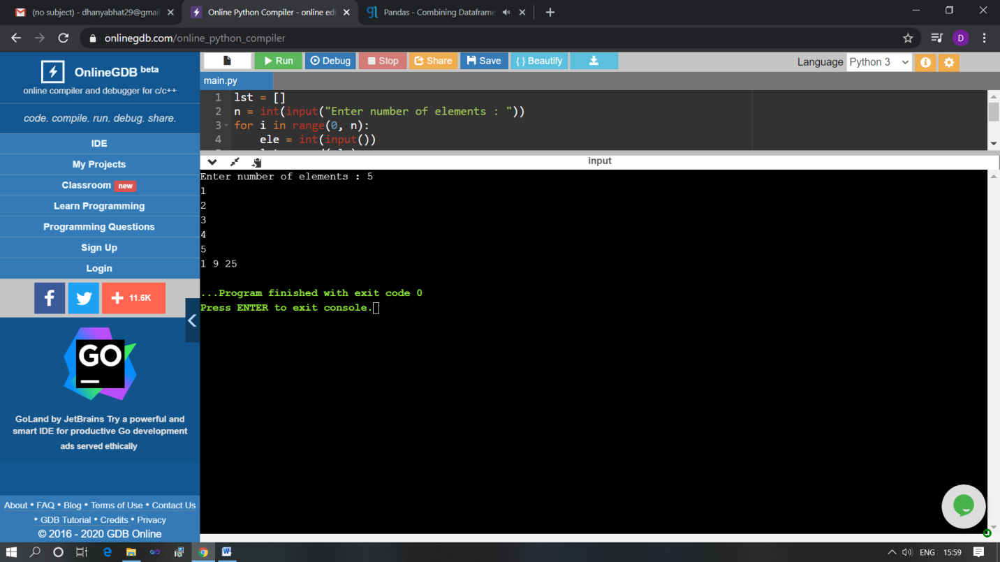 (no subject) - dhanyabhat29@gmail
Online Python Compiler - online edi
Pandas - Combining Dataframe
onlinegdb.com/online_python_compiler
D
OnlineGDB beta
online compiler and debugger for c/c++
code. compile. run. debug. share.
IDE
My Projects
Classroom new
Learn Programming
Programming Questions
Sign Up
Login
11.6K
GO
GoLand by JetBrains Try a powerful and
smart IDE for productive Go development
ads served ethically
About • FAQ • Blog • Terms of Use • Contact Us
• GDB Tutorial • Credits • Privacy
© 2016 - 2020 GDB Online
Run Debug Stop Share Save { } Beautify
Language Python 3
main.py
1 lst = []
2 n = int(input("Enter number of elements : "))
3 for i in range(0, n):
4 ele = int(input())
input
Enter number of elements : 5
1
2
3
4
5
1 9 25
...Program finished with exit code 0
Press ENTER to exit console.
ENG 15:59